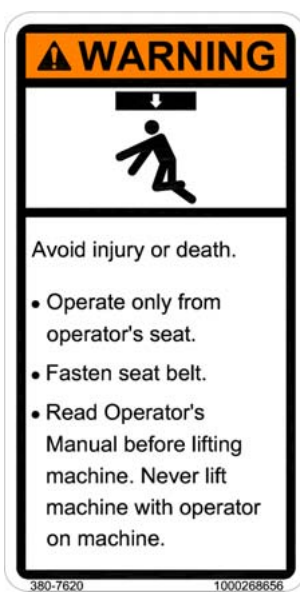 WARNING
Avoid injury or death.
• Operate only from
operator's seat.
• Fasten seat belt.
• Read Operator's
Manual before lifting
machine. Never lift
machine with operator
on machine.
380-7620 1000268656